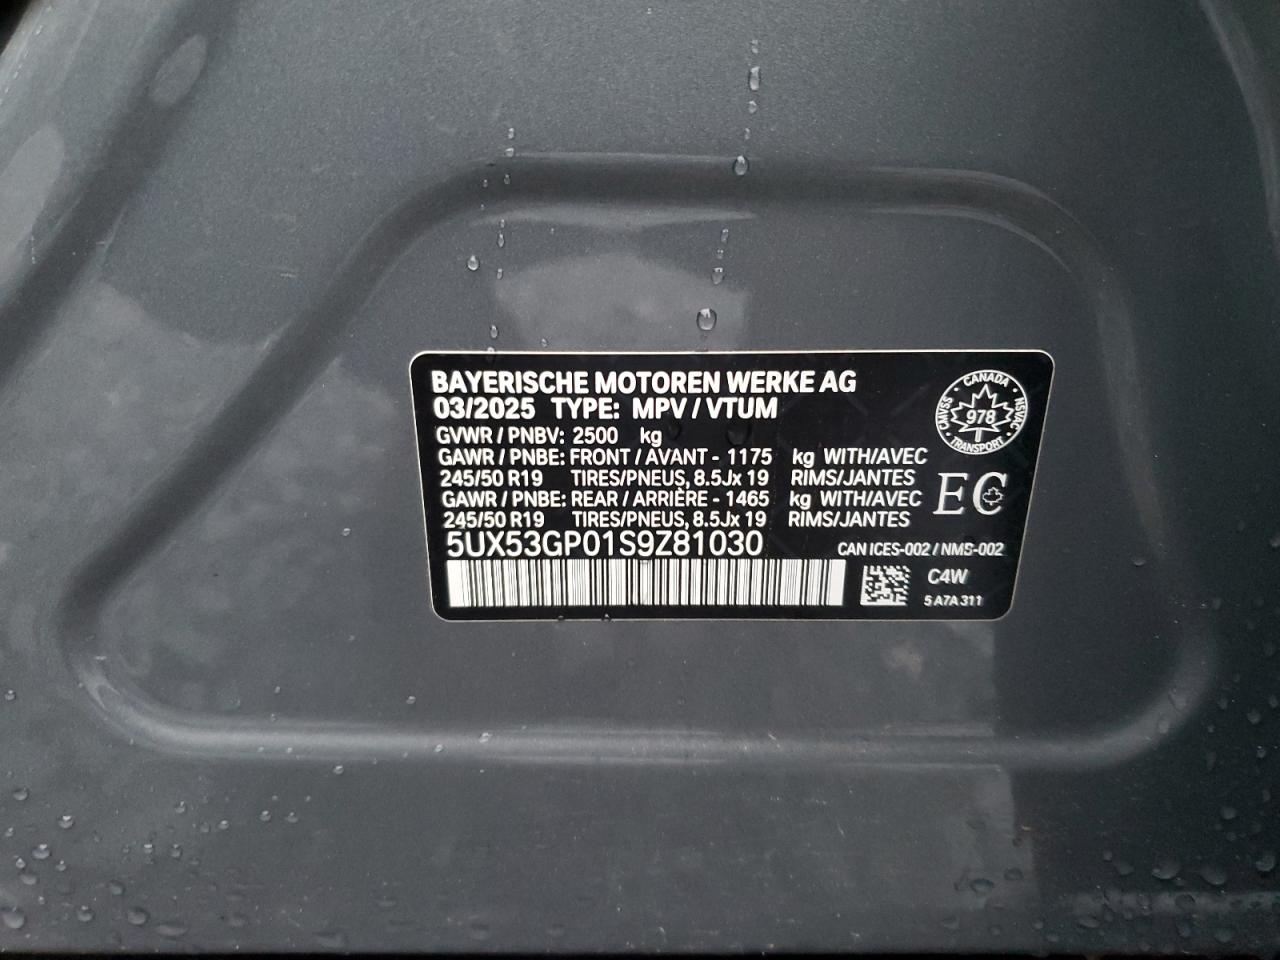 BAYERISCHE MOTOREN WERKE AG
03/2025 TYPE: MPV / VTUM
GVWR / PNBV: 2500 kg
GAWR / PNBE: FRONT / AVANT - 1175 kg WITH/AVEC
245/50 R19 TIRES/PNEUS, 8.5Jx 19 RIMS/JANTES
GAWR / PNBE: REAR / ARRIÈRE - 1465 kg WITH/AVEC
245/50 R19 TIRES/PNEUS, 8.5Jx 19 RIMS/JANTES
5UX53GP01S9Z81030
CANADA
CMVSS 978 NSVAC
TRANSPORT
EC
CAN ICES-002 / NMB-002
C4W
5 A7A 311